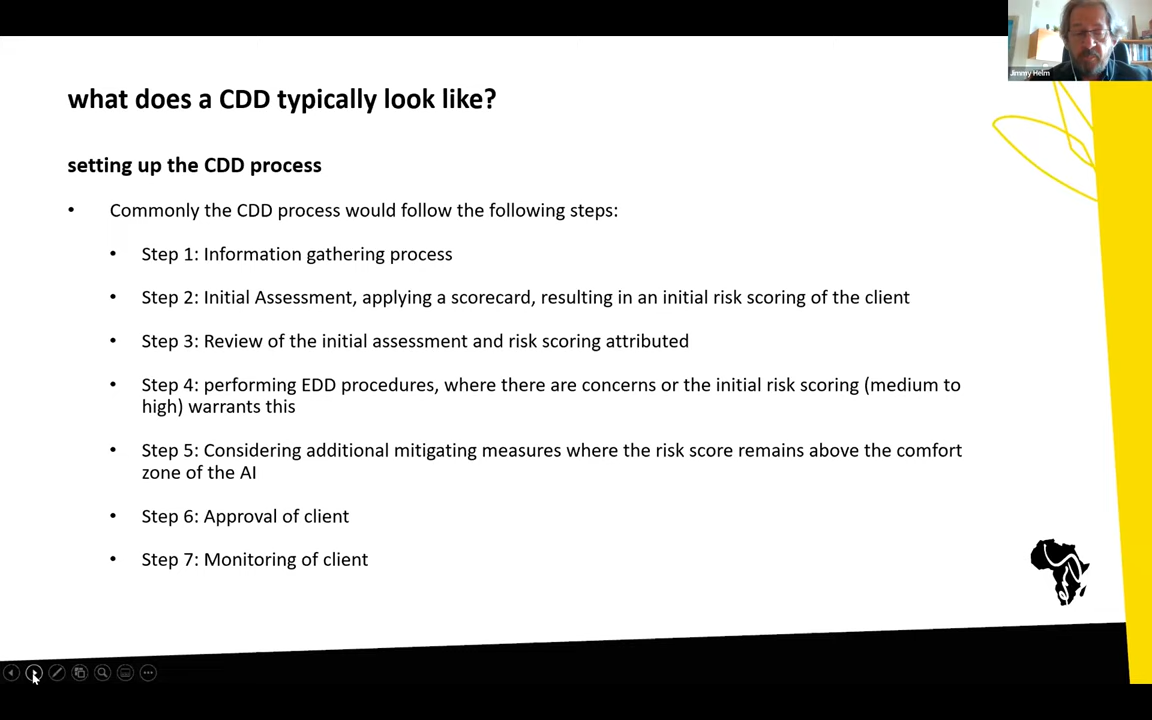 Jimmy Heim
what does a CDD typically look like?
setting up the CDD process
• Commonly the CDD process would follow the following steps:
• Step 1: Information gathering process
• Step 2: Initial Assessment, applying a scorecard, resulting in an initial risk scoring of the client
• Step 3: Review of the initial assessment and risk scoring attributed
• Step 4: performing EDD procedures, where there are concerns or the initial risk scoring (medium to
high) warrants this
• Step 5: Considering additional mitigating measures where the risk score remains above the comfort
zone of the AI
• Step 6: Approval of client
• Step 7: Monitoring of client